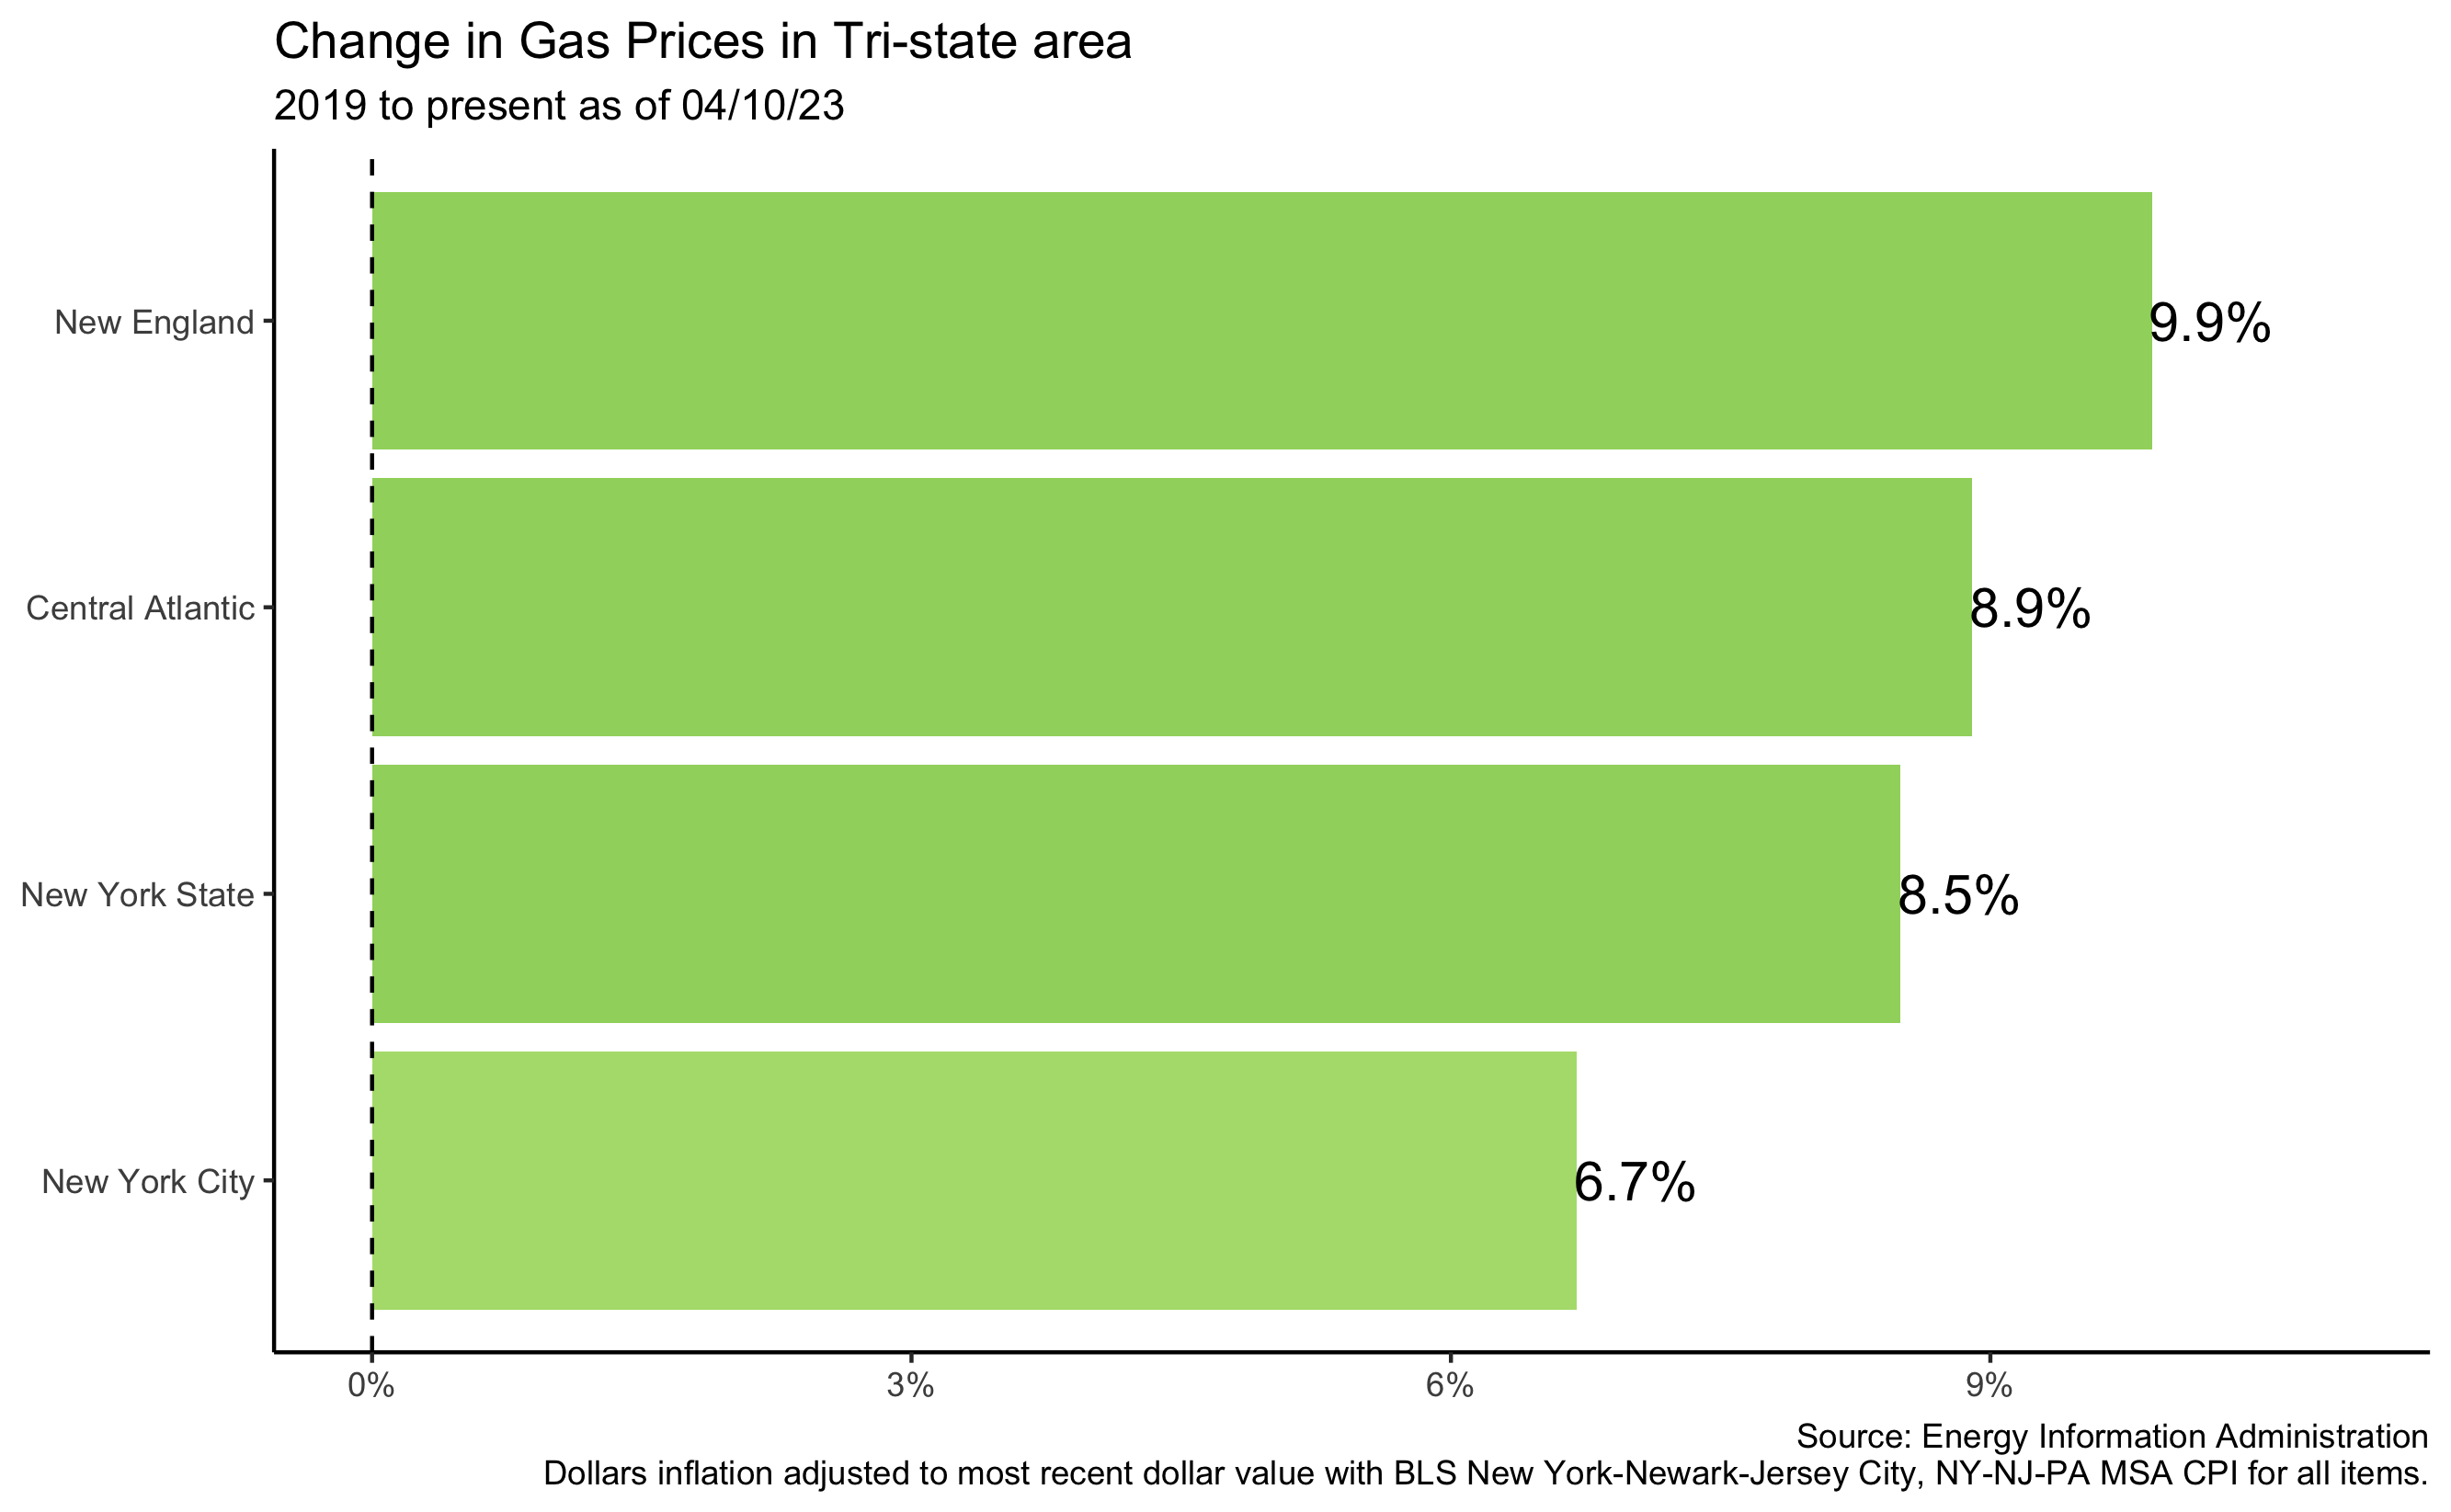 Change in Gas Prices in Tri-state area
2019 to present as of 04/10/23
New England
9.9%
Central Atlantic
8.9%
New York State
8.5%
New York City
6.7%
0%
3%
6%
9%
Source: Energy Information Administration
Dollars inflation adjusted to most recent dollar value with BLS New York-Newark-Jersey City, NY-NJ-PA MSA CPI for all items.